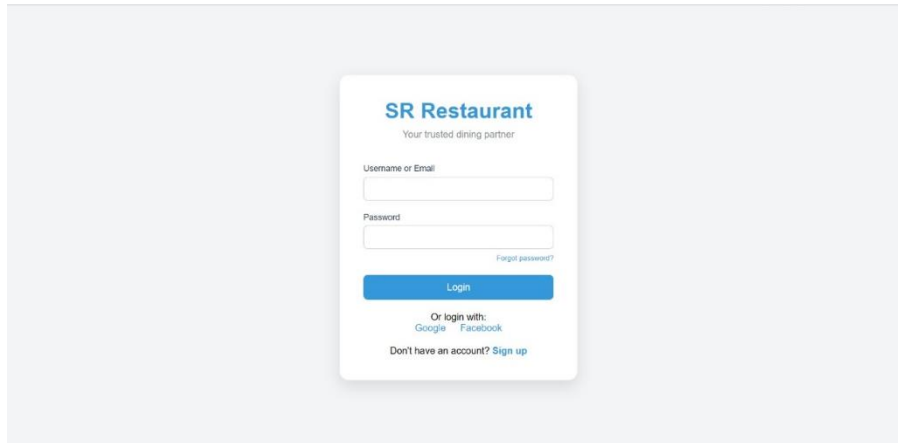 SR Restaurant
Your trusted dining partner
Username or Email
Password
Forgot password?
Login
Or login with:
Google Facebook
Don't have an account? Sign up